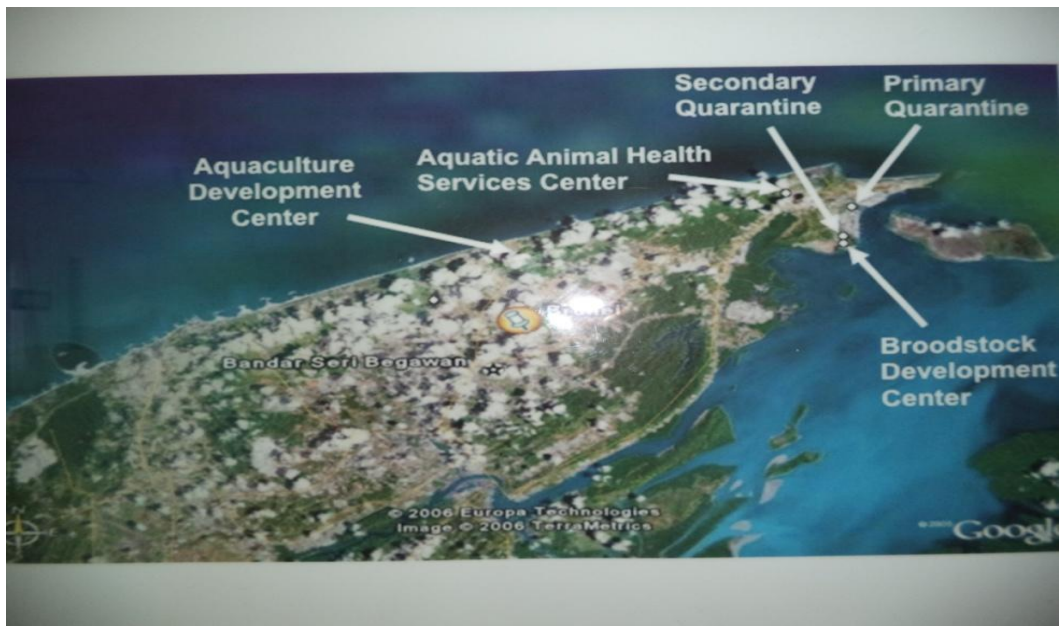 Secondary
Quarantine
Primary
Quarantine
Aquaculture
Development
Center
Aquatic Animal Health
Services Center
Bandar Seri Begawan
Broodstock
Development
Center
© 2006 Europa Technologies
Image © 2006 TerraMetrics
Google